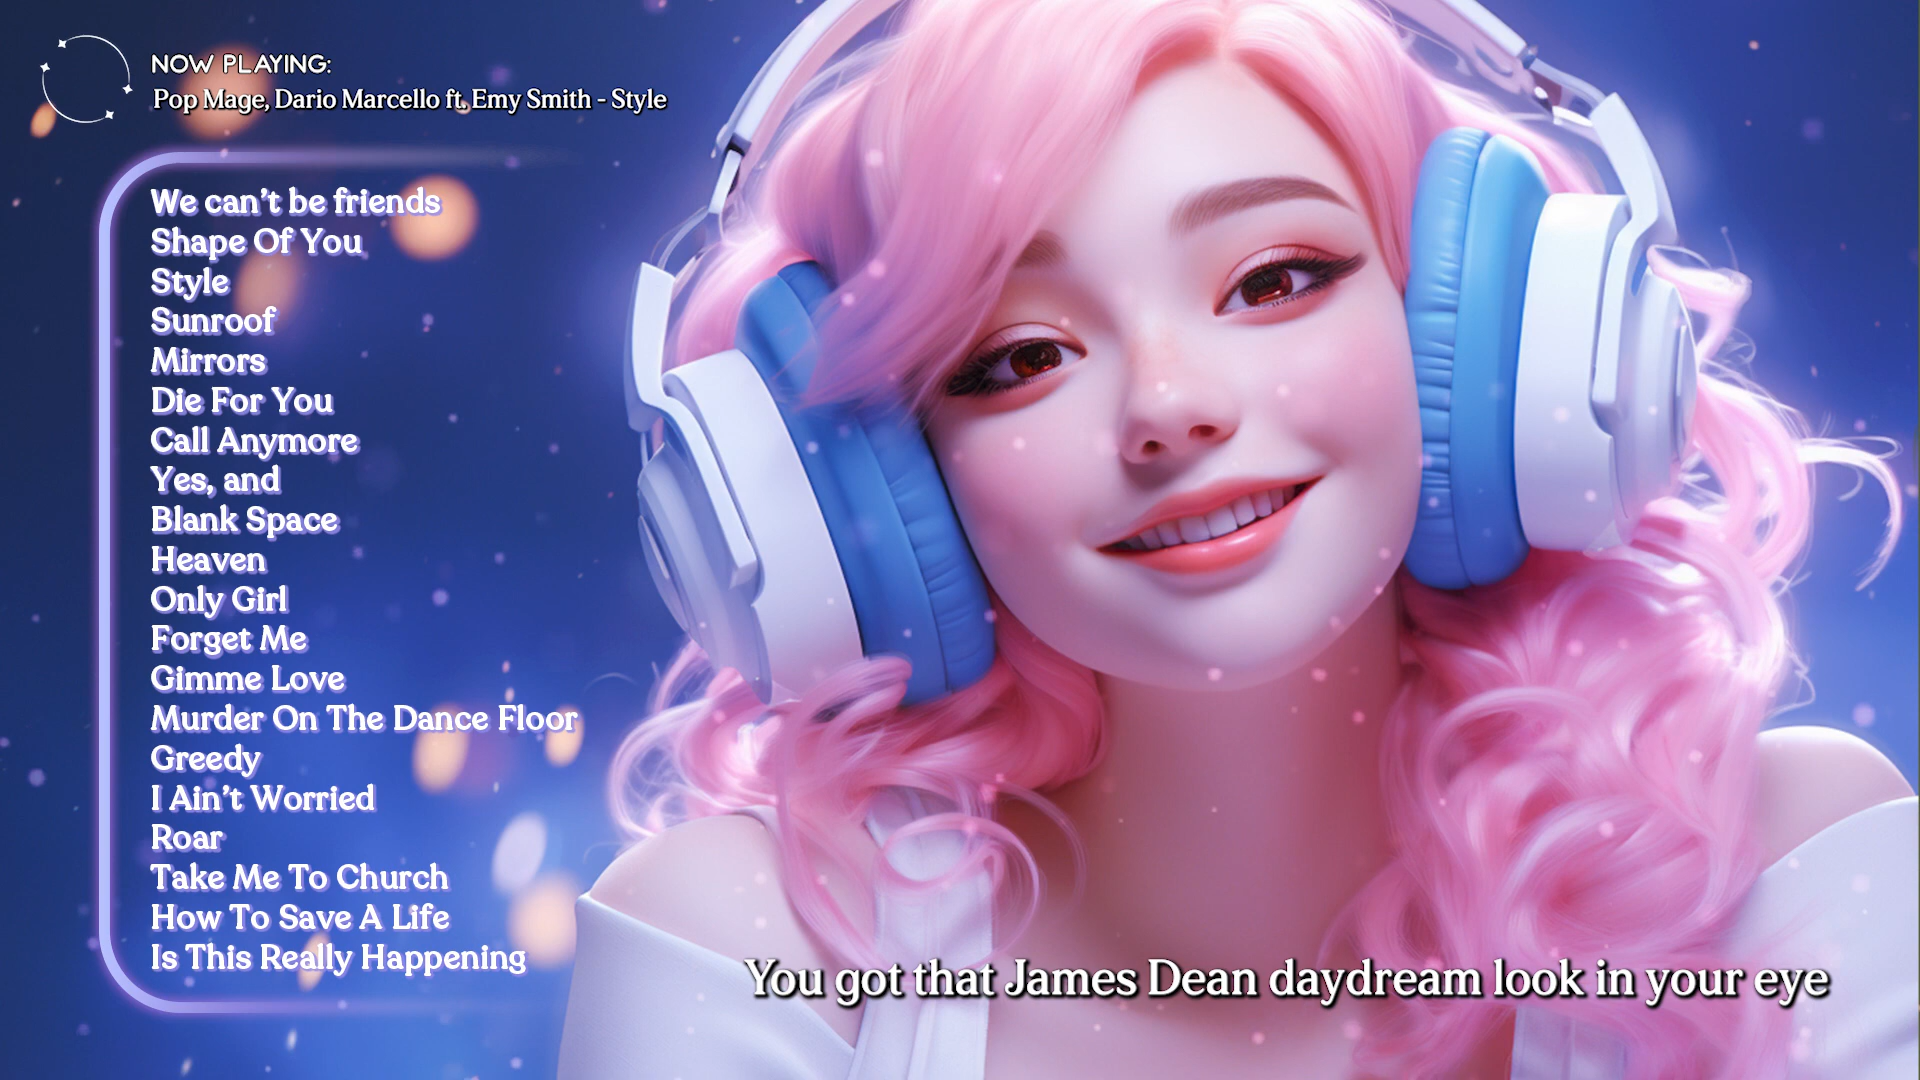 NOW PLAYING:
Pop Mage, Dario Marcello ft. Emy Smith - Style
We can't be friends
Shape Of You
Style
Sunroof
Mirrors
Die For You
Call Anymore
Yes, and
Blank Space
Heaven
Only Girl
Forget Me
Gimme Love
Murder On The Dance Floor
Greedy
I Ain't Worried
Roar
Take Me To Church
How To Save A Life
Is This Really Happening
You got that James Dean daydream look in your eye